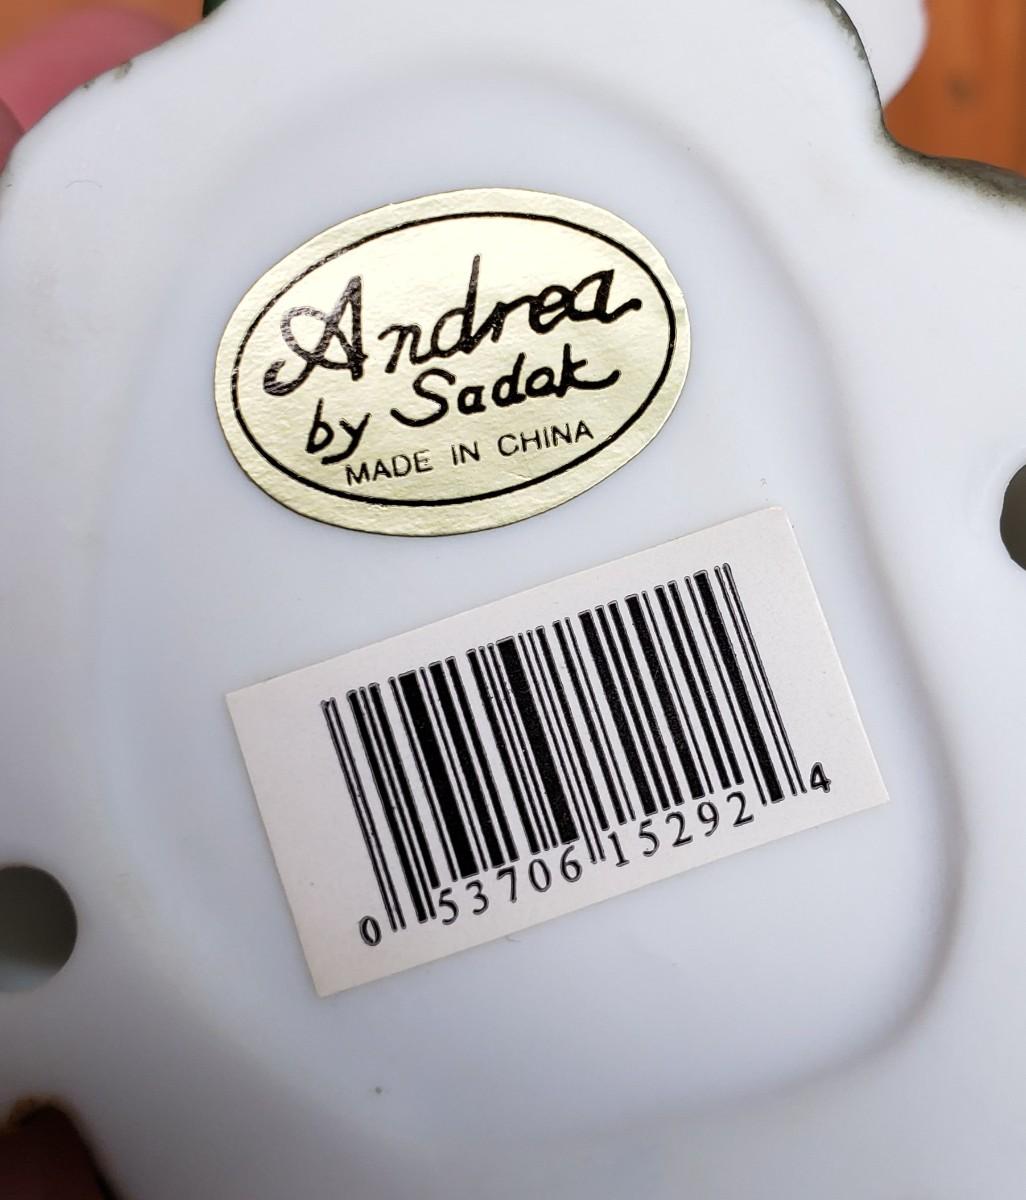 Andrea
by Sadek
MADE IN CHINA
0 53706 15292 4